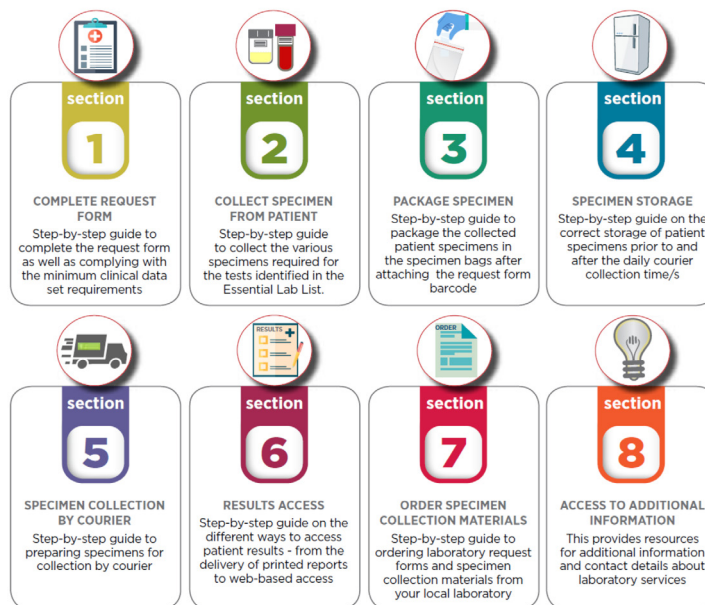 section
1
COMPLETE REQUEST
FORM
Step-by-step guide to
complete the request form
as well as complying with
the minimum clinical data
set requirements
section
2
COLLECT SPECIMEN
FROM PATIENT
Step-by-step guide
to collect the various
specimens required for
the tests identified in the
Essential Lab List.
section
3
PACKAGE SPECIMEN
Step-by-step guide to
package the collected
patient specimens in
the specimen bags after
attaching the request form
barcode
section
4
SPECIMEN STORAGE
Step-by-step guide on the
correct storage of patient
specimens prior to and
after the daily courier
collection time/s
section
5
SPECIMEN COLLECTION
BY COURIER
Step-by-step guide to
preparing specimens for
collection by courier
RESULTS
section
6
RESULTS ACCESS
Step-by-step guide on the
different ways to access
patient results - from the
delivery of printed reports
to web-based access
ORDER
section
7
ORDER SPECIMEN
COLLECTION MATERIALS
Step-by-step guide to
ordering laboratory request
forms and specimen
collection materials from
your local laboratory
section
8
ACCESS TO ADDITIONAL
INFORMATION
This provides resources
for additional information
and contact details about
laboratory services